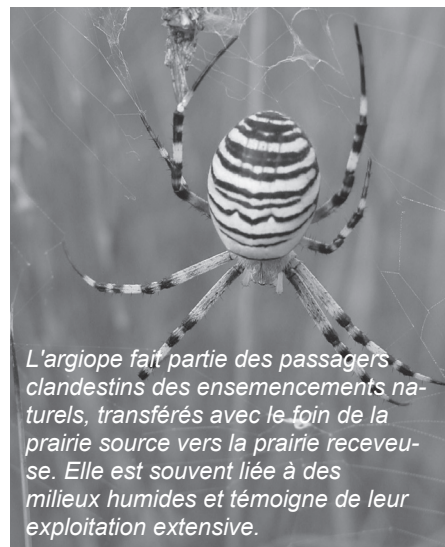 L'argiope fait partie des passagers
clandestins des ensemencements na-
turels, transférés avec le foin de la
prairie source vers la prairie receveu-
se. Elle est souvent liée à des
milieux humides et témoigne de leur
exploitation extensive.